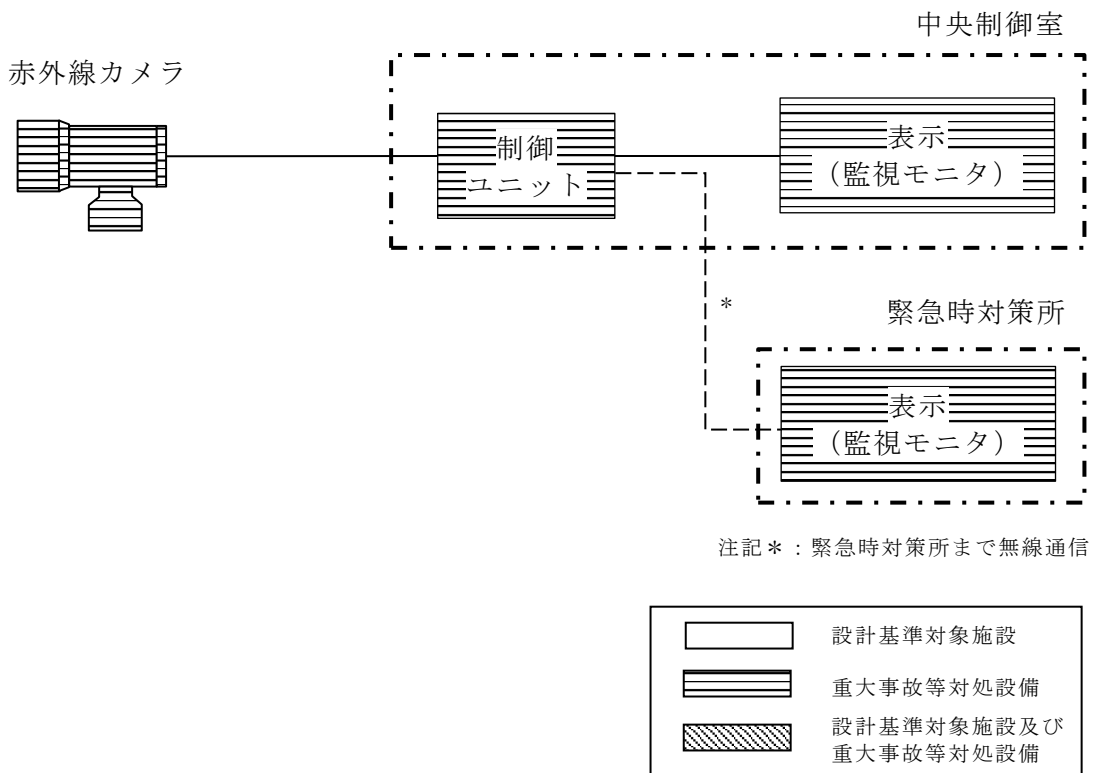 中央制御室
赤外線カメラ
制御
ユニット
表示
（監視モニタ）
*
緊急時対策所
表示
（監視モニタ）
注記＊：緊急時対策所まで無線通信
設計基準対象施設
重大事故等対処設備
設計基準対象施設及び
重大事故等対処設備